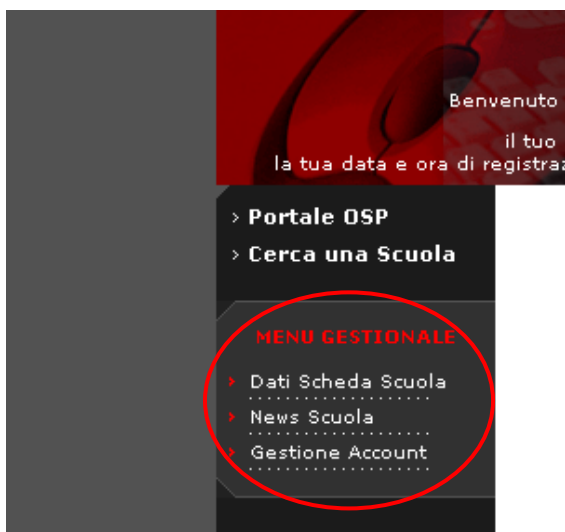 Benvenuto
il tuo
la tua data e ora di registraz
› Portale OSP
› Cerca una Scuola
MENU GESTIONALE
› Dati Scheda Scuola
› News Scuola
› Gestione Account